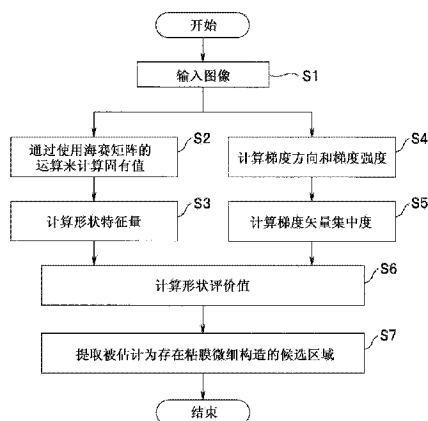 开始
输入图像
S1
通过使用海赛矩阵的
运算来计算固有值
S2
计算形状特征量
S3
计算梯度方向和梯度强度
S4
计算梯度矢量集中度
S5
计算形状评价值
S6
提取被估计为存在粘膜微细构造的候选区域
S7
结束